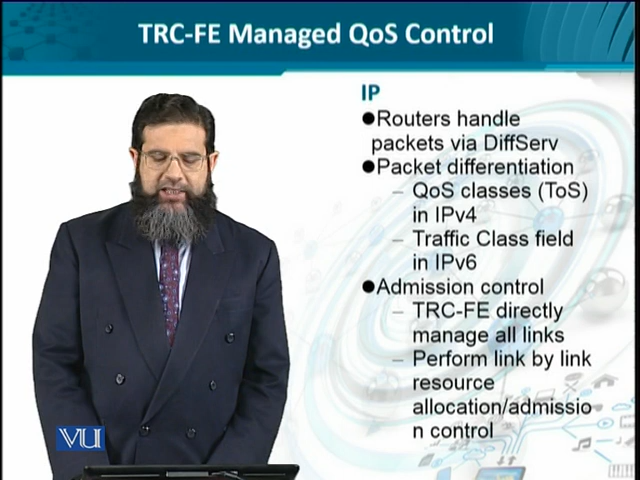 TRC-FE Managed QoS Control
IP
●Routers handle
packets via DiffServ
●Packet differentiation
– QoS classes (ToS)
in IPv4
– Traffic Class field
in IPv6
●Admission control
– TRC-FE directly
manage all links
– Perform link by link
resource
allocation/admissio
n control
VU